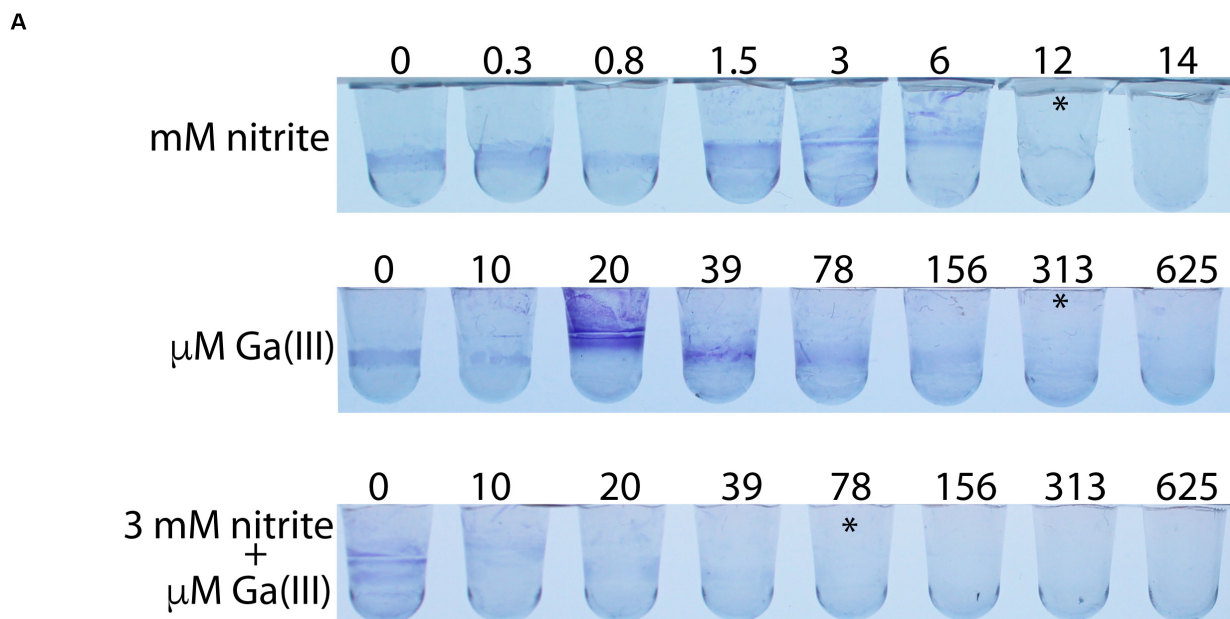 A
0 0.3 0.8 1.5 3 6 12 14
mM nitrite
*
0 10 20 39 78 156 313 625
μM Ga(III)
*
0 10 20 39 78 156 313 625
3 mM nitrite
+
μM Ga(III)
*